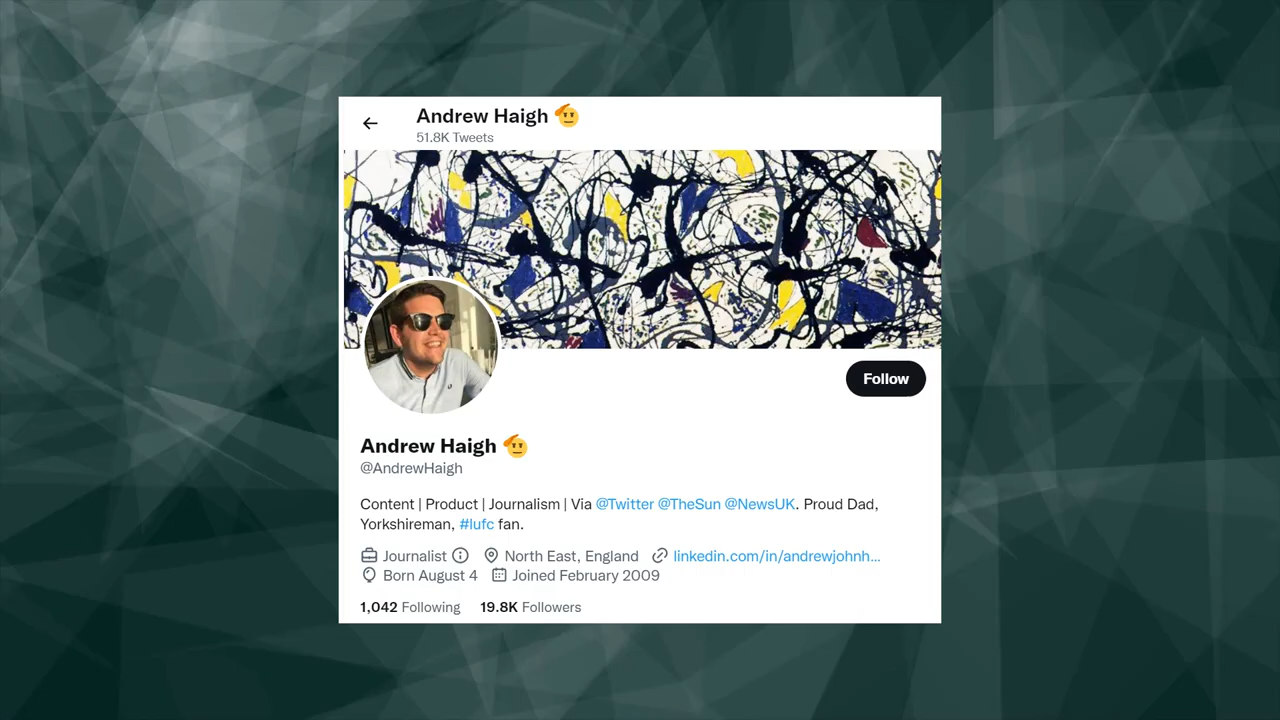 Andrew Haigh 🫡
51.8K Tweets
Follow
Andrew Haigh 🫡
@AndrewHaigh
Content | Product | Journalism | Via @Twitter @TheSun @NewsUK. Proud Dad,
Yorkshireman, #lufc fan.
Journalist North East, England linkedin.com/in/andrewjohnh...
Born August 4 Joined February 2009
1,042 Following 19.8K Followers